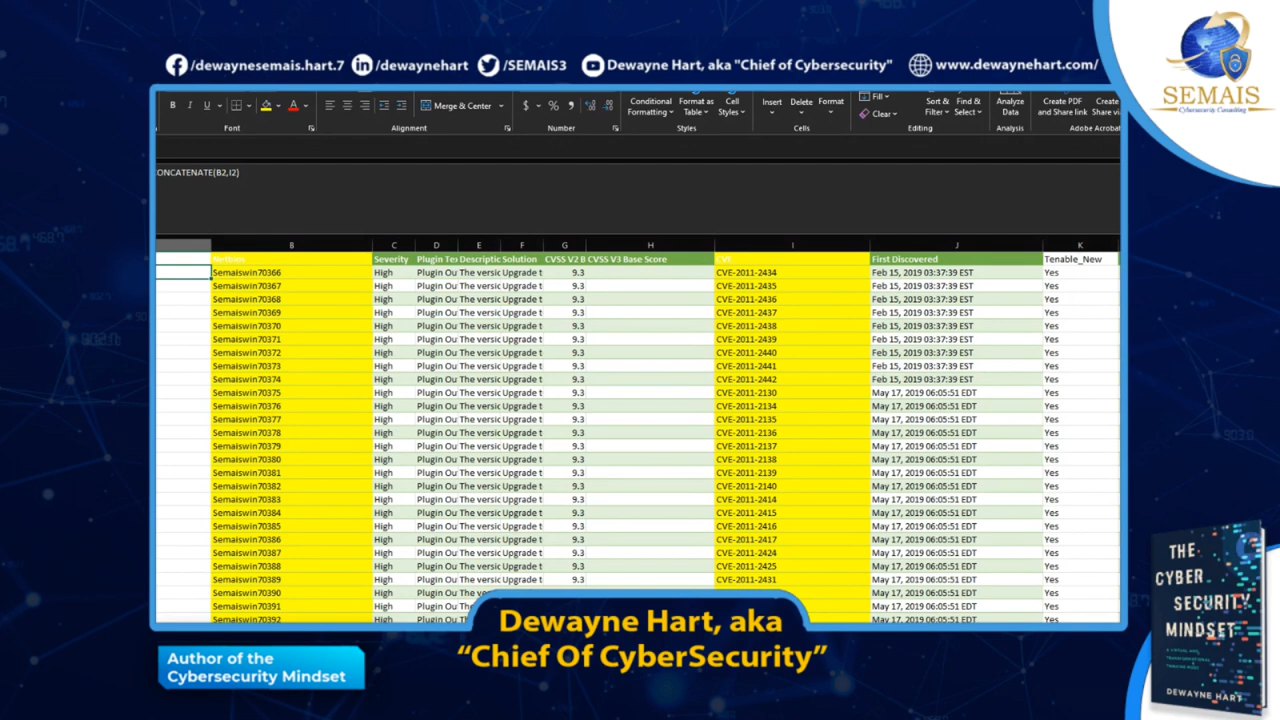 /dewaynesemais.hart.7 /dewaynehart /SEMAIS3 Dewayne Hart, aka "Chief of Cybersecurity" www.dewaynehart.com/
SEMAIS
Cybersecurity Consulting
B I U Merge & Center $ % Conditional Formatting Format as Table Cell Styles Insert Delete Format Fill Clear Sort & Filter Find & Select Analyze Data Create PDF and Share link Create Share vi
Font Alignment Number Styles Cells Editing Analysis Adobe Acrobat
ONCATENATE(B2,I2)
B C D E F G H I J K
Netbios Severity Plugin Te Descriptic Solution CVSS V2 B CVSS V3 Base Score CVE First Discovered Tenable_New
Semaiswin70366 High Plugin Ou The versic Upgrade t 9.3 CVE-2011-2434 Feb 15, 2019 03:37:39 EST Yes
Semaiswin70367 High Plugin Ou The versic Upgrade t 9.3 CVE-2011-2435 Feb 15, 2019 03:37:39 EST Yes
Semaiswin70368 High Plugin Ou The versic Upgrade t 9.3 CVE-2011-2436 Feb 15, 2019 03:37:39 EST Yes
Semaiswin70369 High Plugin Ou The versic Upgrade t 9.3 CVE-2011-2437 Feb 15, 2019 03:37:39 EST Yes
Semaiswin70370 High Plugin Ou The versic Upgrade t 9.3 CVE-2011-2438 Feb 15, 2019 03:37:39 EST Yes
Semaiswin70371 High Plugin Ou The versic Upgrade t 9.3 CVE-2011-2439 Feb 15, 2019 03:37:39 EST Yes
Semaiswin70372 High Plugin Ou The versic Upgrade t 9.3 CVE-2011-2440 Feb 15, 2019 03:37:39 EST Yes
Semaiswin70373 High Plugin Ou The versic Upgrade t 9.3 CVE-2011-2441 Feb 15, 2019 03:37:39 EST Yes
Semaiswin70374 High Plugin Ou The versic Upgrade t 9.3 CVE-2011-2442 Feb 15, 2019 03:37:39 EST Yes
Semaiswin70375 High Plugin Ou The versic Upgrade t 9.3 CVE-2011-2130 May 17, 2019 06:05:51 EDT Yes
Semaiswin70376 High Plugin Ou The versic Upgrade t 9.3 CVE-2011-2134 May 17, 2019 06:05:51 EDT Yes
Semaiswin70377 High Plugin Ou The versic Upgrade t 9.3 CVE-2011-2135 May 17, 2019 06:05:51 EDT Yes
Semaiswin70378 High Plugin Ou The versic Upgrade t 9.3 CVE-2011-2136 May 17, 2019 06:05:51 EDT Yes
Semaiswin70379 High Plugin Ou The versic Upgrade t 9.3 CVE-2011-2137 May 17, 2019 06:05:51 EDT Yes
Semaiswin70380 High Plugin Ou The versic Upgrade t 9.3 CVE-2011-2138 May 17, 2019 06:05:51 EDT Yes
Semaiswin70381 High Plugin Ou The versic Upgrade t 9.3 CVE-2011-2139 May 17, 2019 06:05:51 EDT Yes
Semaiswin70382 High Plugin Ou The versic Upgrade t 9.3 CVE-2011-2140 May 17, 2019 06:05:51 EDT Yes
Semaiswin70383 High Plugin Ou The versic Upgrade t 9.3 CVE-2011-2414 May 17, 2019 06:05:51 EDT Yes
Semaiswin70384 High Plugin Ou The versic Upgrade t 9.3 CVE-2011-2415 May 17, 2019 06:05:51 EDT Yes
Semaiswin70385 High Plugin Ou The versic Upgrade t 9.3 CVE-2011-2416 May 17, 2019 06:05:51 EDT Yes
Semaiswin70386 High Plugin Ou The versic Upgrade t 9.3 CVE-2011-2417 May 17, 2019 06:05:51 EDT Yes
Semaiswin70387 High Plugin Ou The versic Upgrade t 9.3 CVE-2011-2424 May 17, 2019 06:05:51 EDT Yes
Semaiswin70388 High Plugin Ou The versic Upgrade t 9.3 CVE-2011-2425 May 17, 2019 06:05:51 EDT Yes
Semaiswin70389 High Plugin Ou The versic Upgrade t 9.3 CVE-2011-2431 May 17, 2019 06:05:51 EDT Yes
Semaiswin70390 High Plugin Ou The ve May 17, 2019 06:05:51 EDT Yes
Semaiswin70391 High Plugin Ou The May 17, 2019 06:05:51 EDT Yes
Semaiswin70392 High Plugin Ou The May 17, 2019 06:05:51 EDT Yes
Dewayne Hart, aka
“Chief Of CyberSecurity”
Author of the
Cybersecurity Mindset
THE
CYBER
SECURITY
MINDSET
DEWAYNE HART